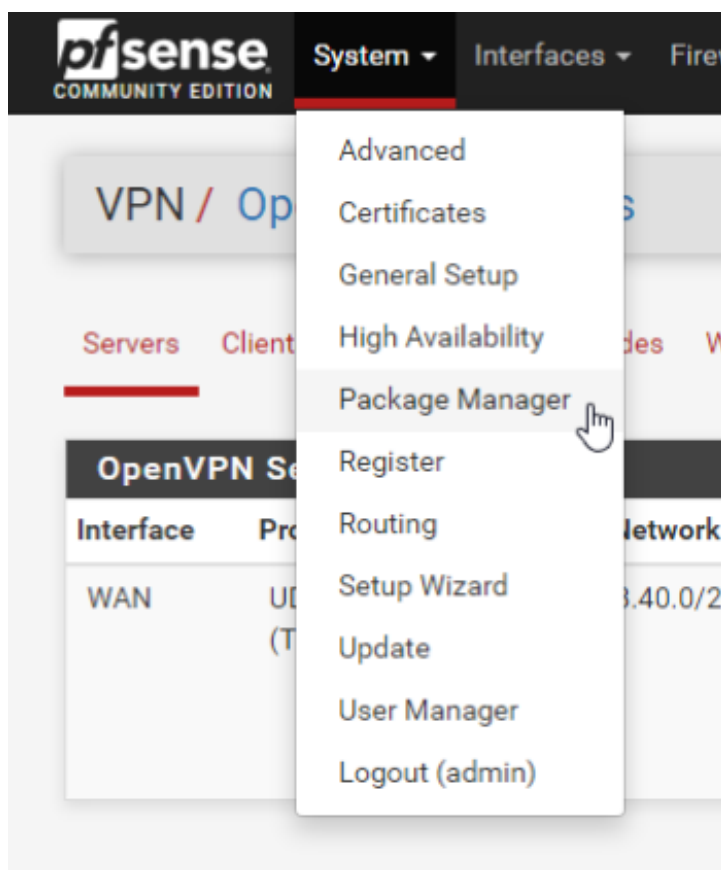 pfsense
COMMUNITY EDITION
System
Interfaces
Advanced
Certificates
General Setup
High Availability
Package Manager
Register
Routing
Setup Wizard
Update
User Manager
Logout (admin)
VPN /
Servers
Interface
WAN